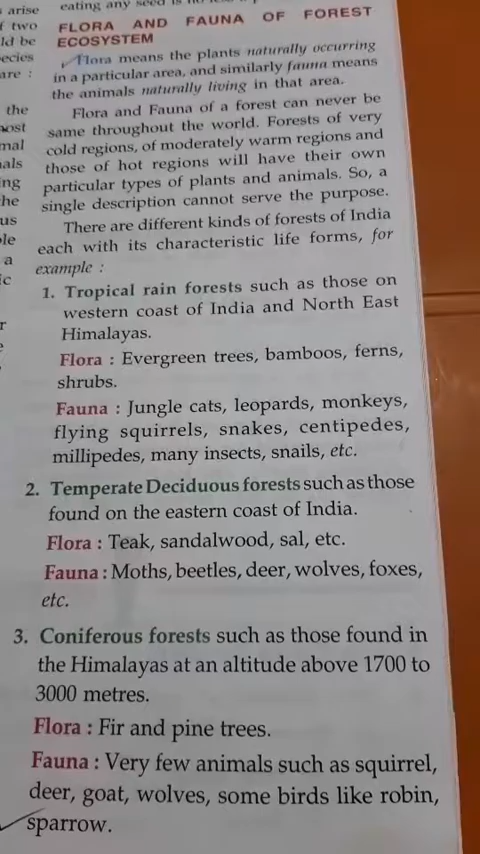 arise
f two
ld be
ecies
are :
the
nost
mal
nals
ing
he
us
ole
a
ic
r
e
eating any seed is
FLORA AND FAUNA OF FOREST
ECOSYSTEM
Flora means the plants naturally occurring
in a particular area, and similarly fauna means
the animals naturally living in that area.
Flora and Fauna of a forest can never be
same throughout the world. Forests of very
cold regions, of moderately warm regions and
those of hot regions will have their own
particular types of plants and animals. So, a
single description cannot serve the purpose.
There are different kinds of forests of India
each with its characteristic life forms, for
example :
1. Tropical rain forests such as those on
western coast of India and North East
Himalayas.
Flora : Evergreen trees, bamboos, ferns,
shrubs.
Fauna : Jungle cats, leopards, monkeys,
flying squirrels, snakes, centipedes,
millipedes, many insects, snails, etc.
2. Temperate Deciduous forests such as those
found on the eastern coast of India.
Flora : Teak, sandalwood, sal, etc.
Fauna : Moths, beetles, deer, wolves, foxes,
etc.
3. Coniferous forests such as those found in
the Himalayas at an altitude above 1700 to
3000 metres.
Flora : Fir and pine trees.
Fauna : Very few animals such as squirrel,
deer, goat, wolves, some birds like robin,
sparrow.